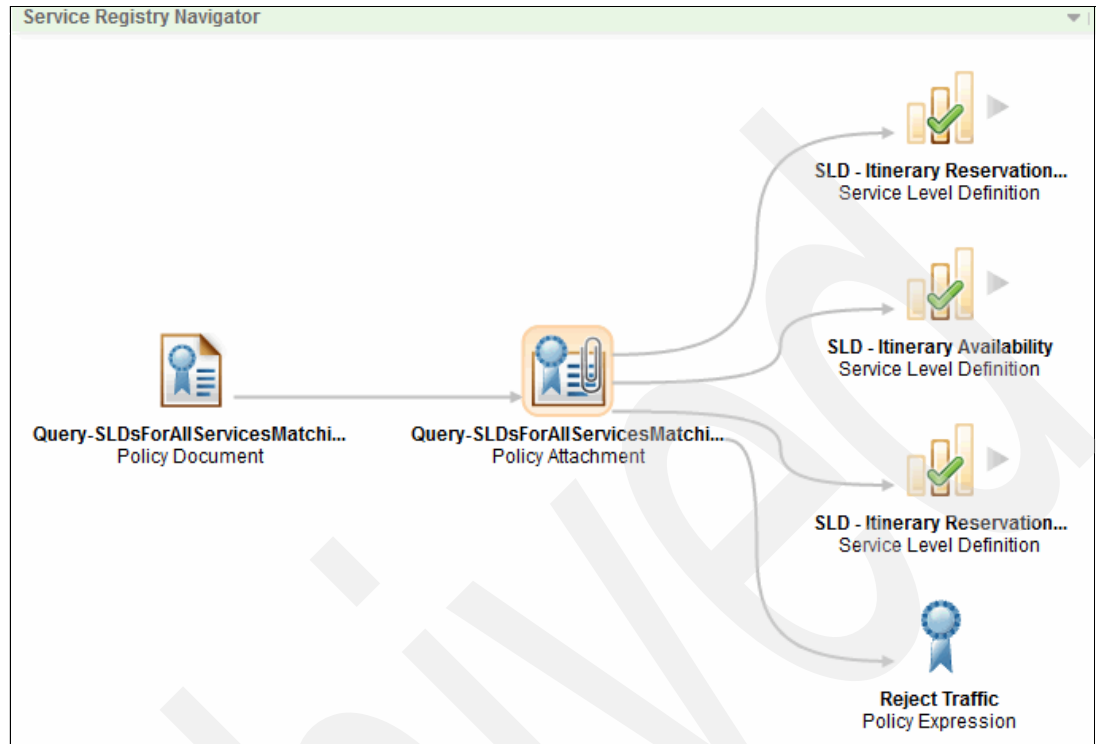 Service Registry Navigator
SLD - Itinerary Reservation...
Service Level Definition
SLD - Itinerary Availability
Service Level Definition
Query-SLDsForAllServicesMatchi...
Policy Document
Query-SLDsForAllServicesMatchi...
Policy Attachment
SLD - Itinerary Reservation...
Service Level Definition
Reject Traffic
Policy Expression